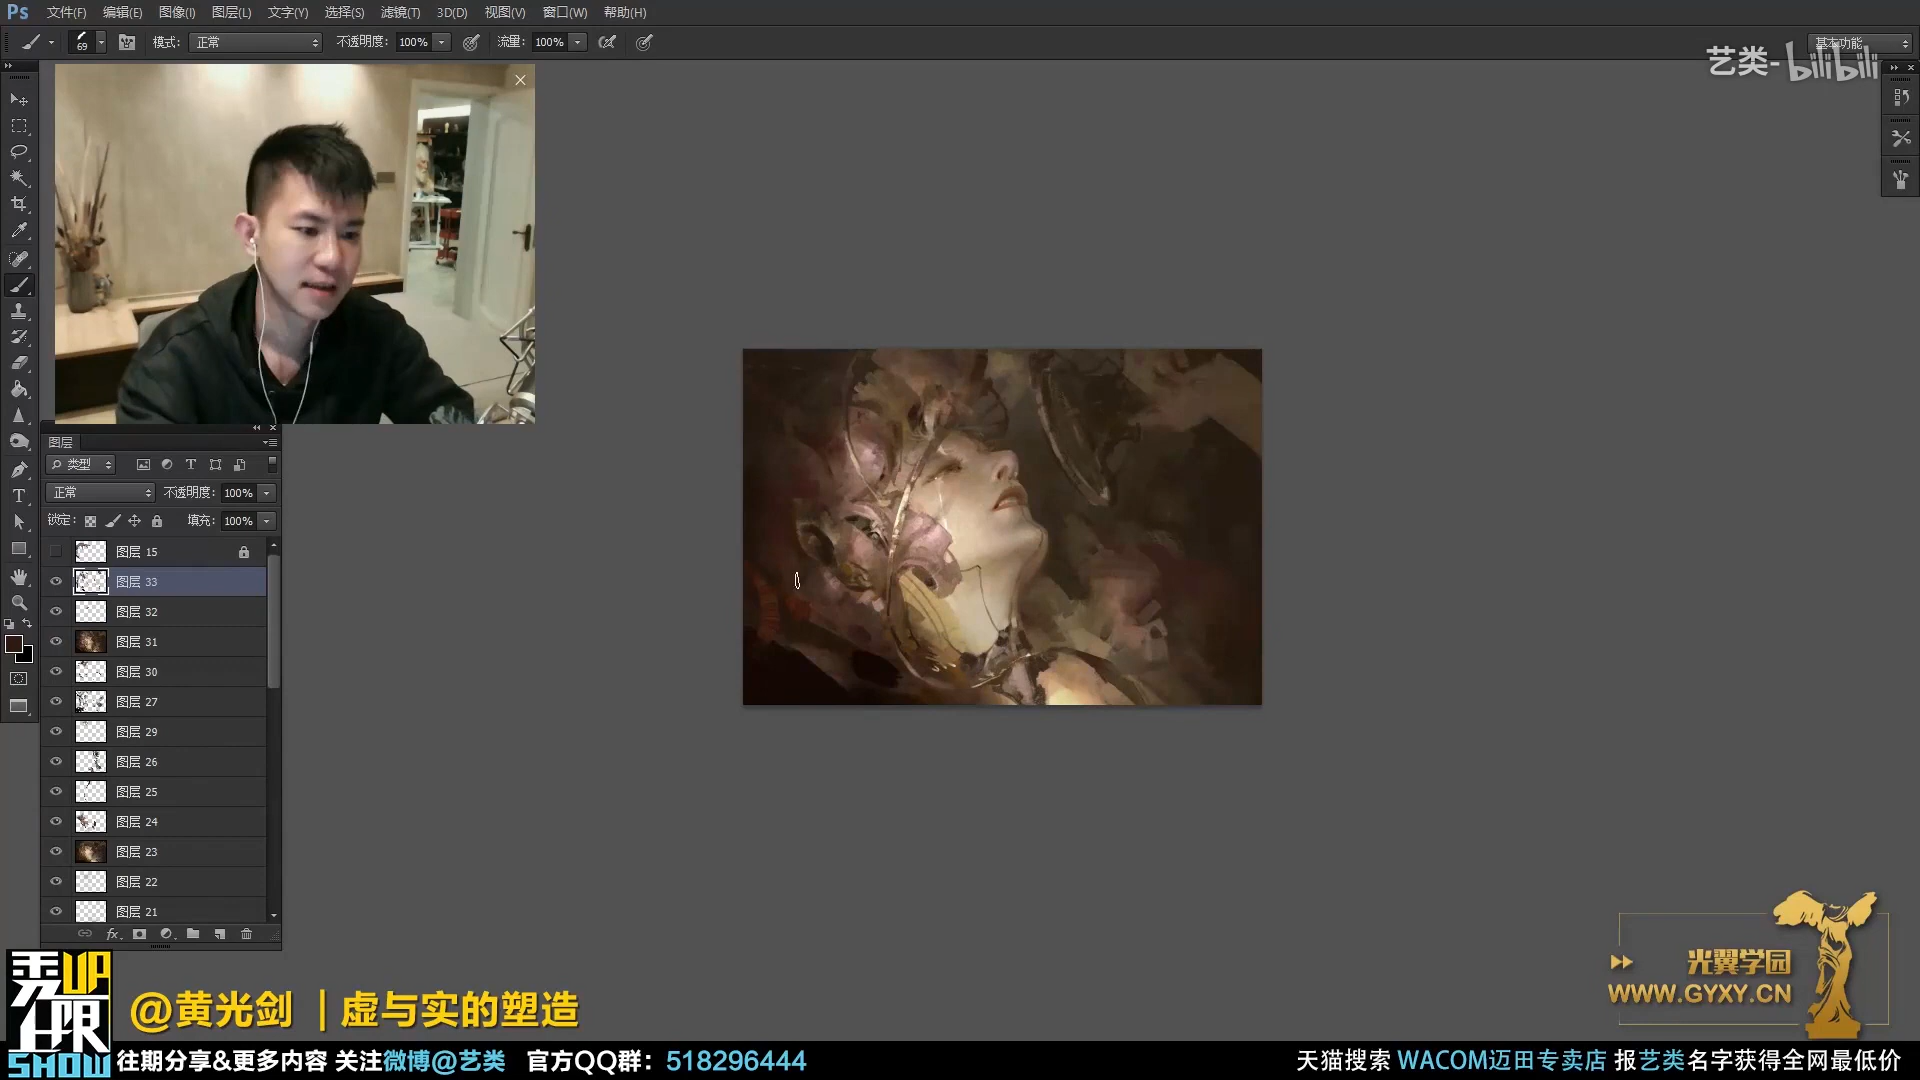 Ps 文件(F) 编辑(E) 图像(I) 图层(L) 文字(Y) 选择(S) 滤镜(T) 3D(D) 视图(V) 窗口(W) 帮助(H)
69 模式: 正常 不透明度: 100% 流量: 100% 基本功能
艺类-bilibili
图层
类型
正常 不透明度: 100%
锁定: 填充: 100%
图层 15
图层 33
图层 32
图层 31
图层 30
图层 27
图层 29
图层 26
图层 25
图层 24
图层 23
图层 22
图层 21
光翼学园
WWW.GYXY.CN
UP
SHOW
@黄光剑 | 虚与实的塑造
往期分享&更多内容 关注微博@艺类 官方QQ群：518296444
天猫搜索 WACOM迈田专卖店 报艺类名字获得全网最低价